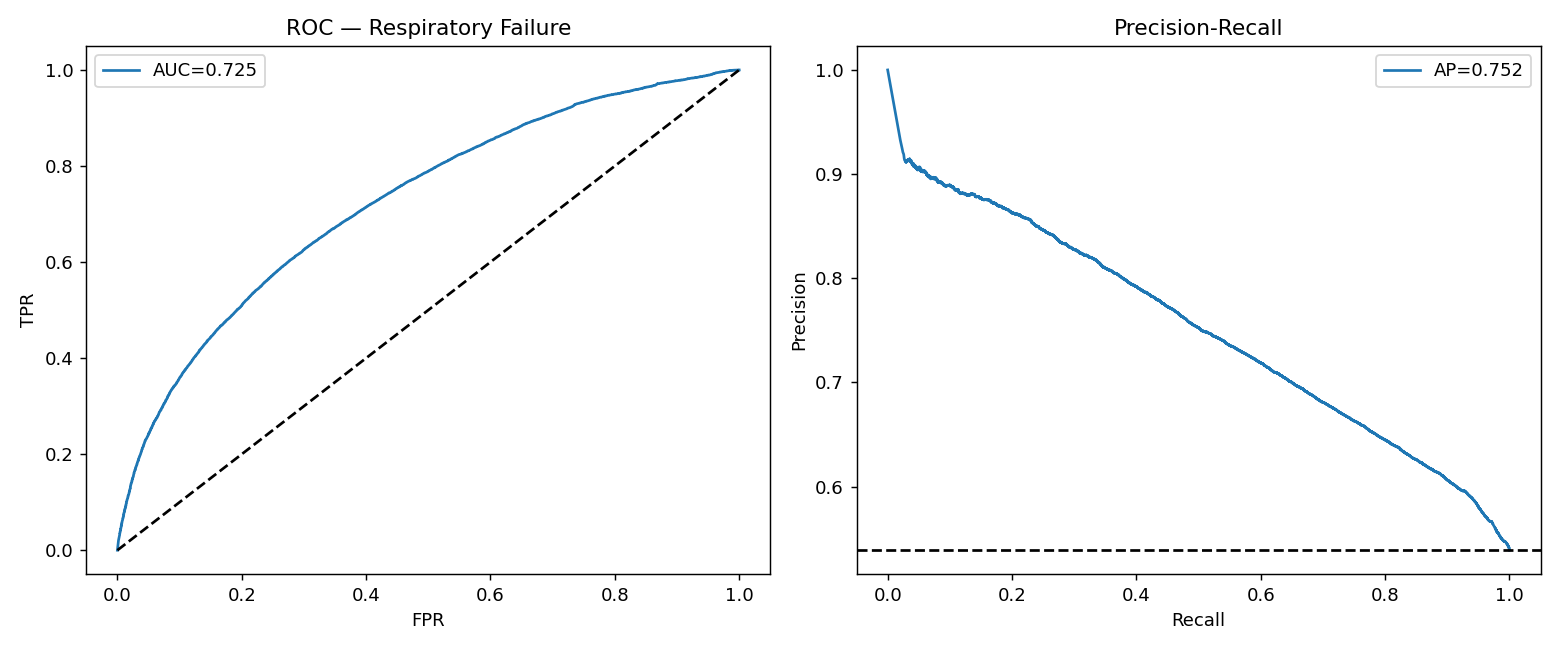 ROC — Respiratory Failure
AUC=0.725
1.0
0.8
0.6
0.4
0.2
0.0
TPR
0.0 0.2 0.4 0.6 0.8 1.0
FPR
Precision-Recall
AP=0.752
1.0
0.9
0.8
0.7
0.6
Precision
0.0 0.2 0.4 0.6 0.8 1.0
Recall